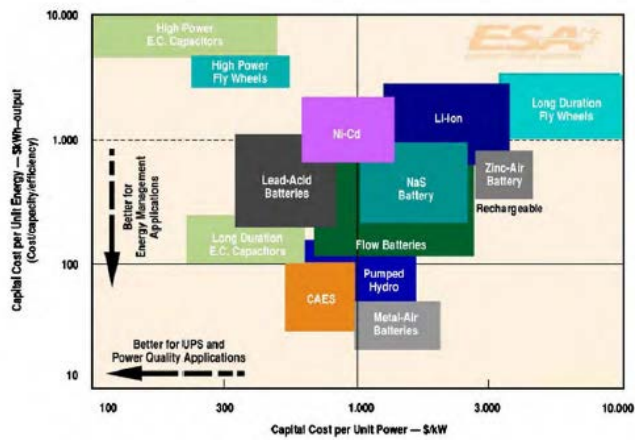 10.000
High Power
E.C. Capacitors
ESA
High Power
Fly Wheels
Ni-Cd
Li-Ion
Long Duration
Fly Wheels
1.000
Lead-Acid
Batteries
NaS
Battery
Zinc-Air
Battery
Rechargeable
Better for
Energy Management
Applications
Long Duration
E.C. Capacitors
Flow Batteries
100
CAES
Pumped
Hydro
Metal-Air
Batteries
Better for UPS and
Power Quality Applications
10
100
300
1.000
3.000
10.000
Capital Cost per Unit Power — $/kW
Capital Cost per Unit Energy — $kWh–output
(Cost/capacity/efficiency)